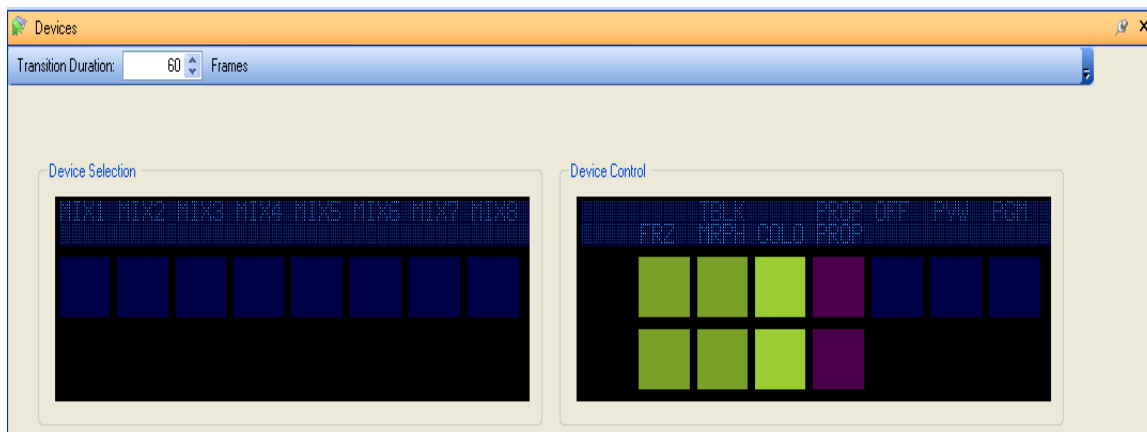 Devices
Transition Duration: 60 Frames
Device Selection
MIX1 MIX2 MIX3 MIX4 MIX5 MIX6 MIX7 MIX8
Device Control
TBLK PROP OFF PVW PGM
FRZ MRPH COLO PROP